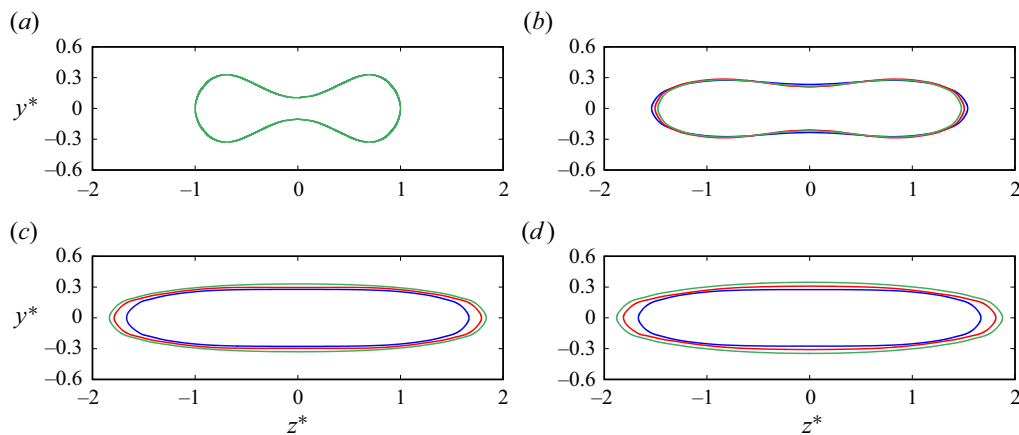 (a) (b)
0.6 0.6
0.3 0.3
y* 0 0
–0.3 –0.3
–0.6 –0.6
–2 –1 0 1 2 –2 –1 0 1 2
(c) (d)
0.6 0.6
0.3 0.3
y* 0 0
–0.3 –0.3
–0.6 –0.6
–2 –1 0 1 2 –2 –1 0 1 2
z* z*